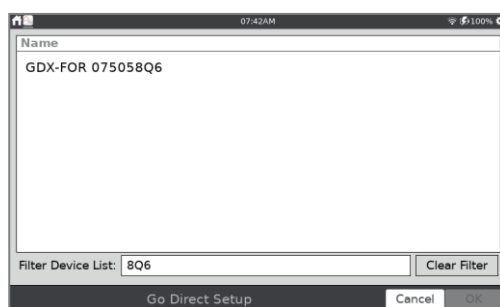 07:42AM
100%
Name
GDX-FOR 075058Q6
Filter Device List: 8Q6 Clear Filter
Go Direct Setup Cancel OK